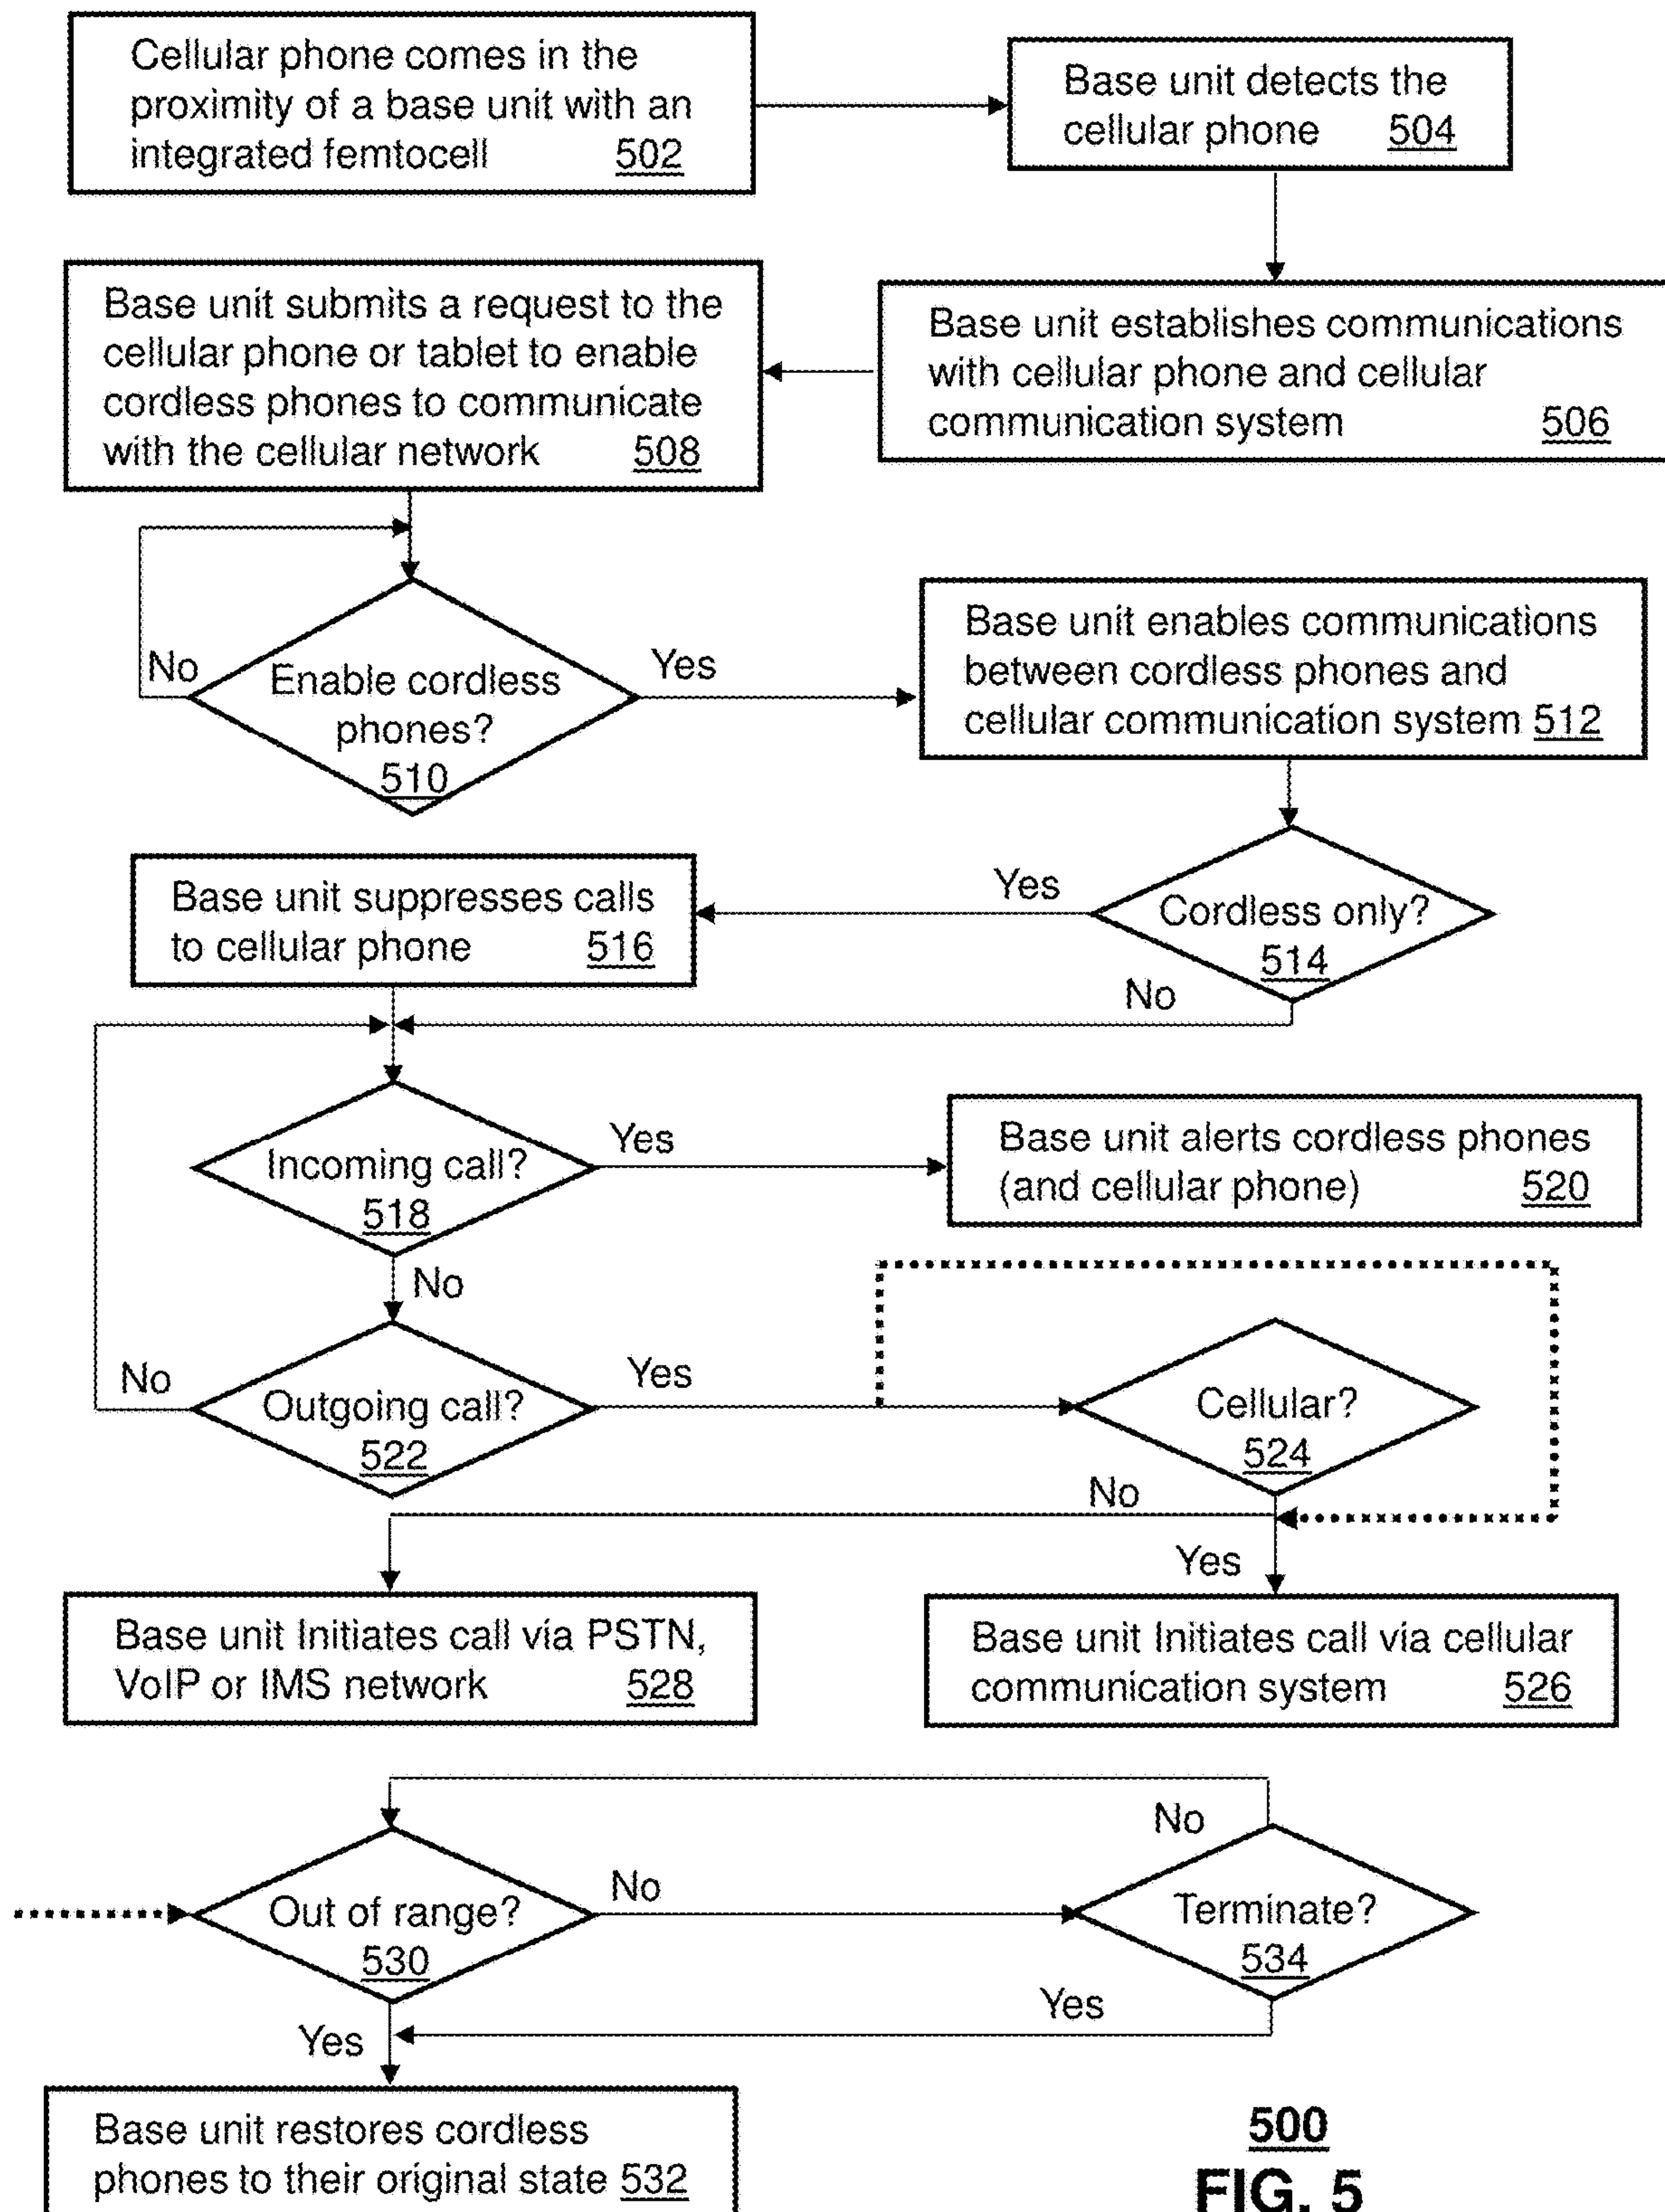 Cellular phone comes in the
proximity of a base unit with an
integrated femtocell 502
Base unit detects the
cellular phone 504
Base unit establishes communications
with cellular phone and cellular
communication system 506
Base unit submits a request to the
cellular phone or tablet to enable
cordless phones to communicate
with the cellular network 508
Enable cordless
phones?
510
No
Yes
Base unit enables communications
between cordless phones and
cellular communication system 512
Cordless only?
514
Yes
No
Base unit suppresses calls
to cellular phone 516
Incoming call?
518
Yes
No
Base unit alerts cordless phones
(and cellular phone) 520
Outgoing call?
522
No
Yes
Cellular?
524
No
Yes
Base unit Initiates call via PSTN,
VoIP or IMS network 528
Base unit Initiates call via cellular
communication system 526
Out of range?
530
No
Yes
Terminate?
534
No
Yes
Base unit restores cordless
phones to their original state 532
500
FIG. 5